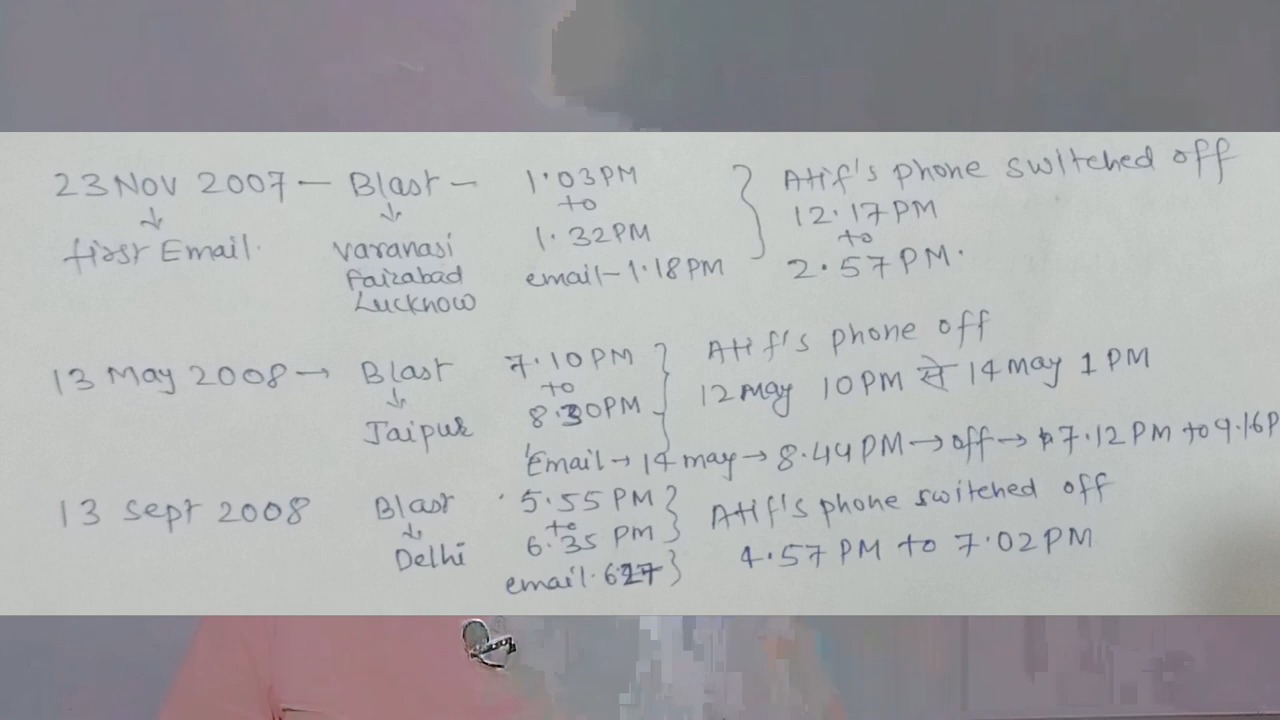 23 Nov 2007 — Blast — 1.03 PM } Atif's phone switched off
↓ ↓ to 12.17 PM
first Email. Varanasi 1.32 PM to
Faizabad email - 1.18 PM 2.57 PM.
Lucknow
13 May 2008 → Blast 7.10 PM } Atif's phone off
↓ to 12 may 10 PM से 14 may 1 PM
Jaipur 8.30 PM
Email → 14 may → 8.44 PM → off → 7.12 PM to 9.16 P
13 Sept 2008 Blast 5.55 PM } Atif's phone switched off
↓ to
Delhi 6.35 PM 4.57 PM to 7.02 PM
email. 627 }